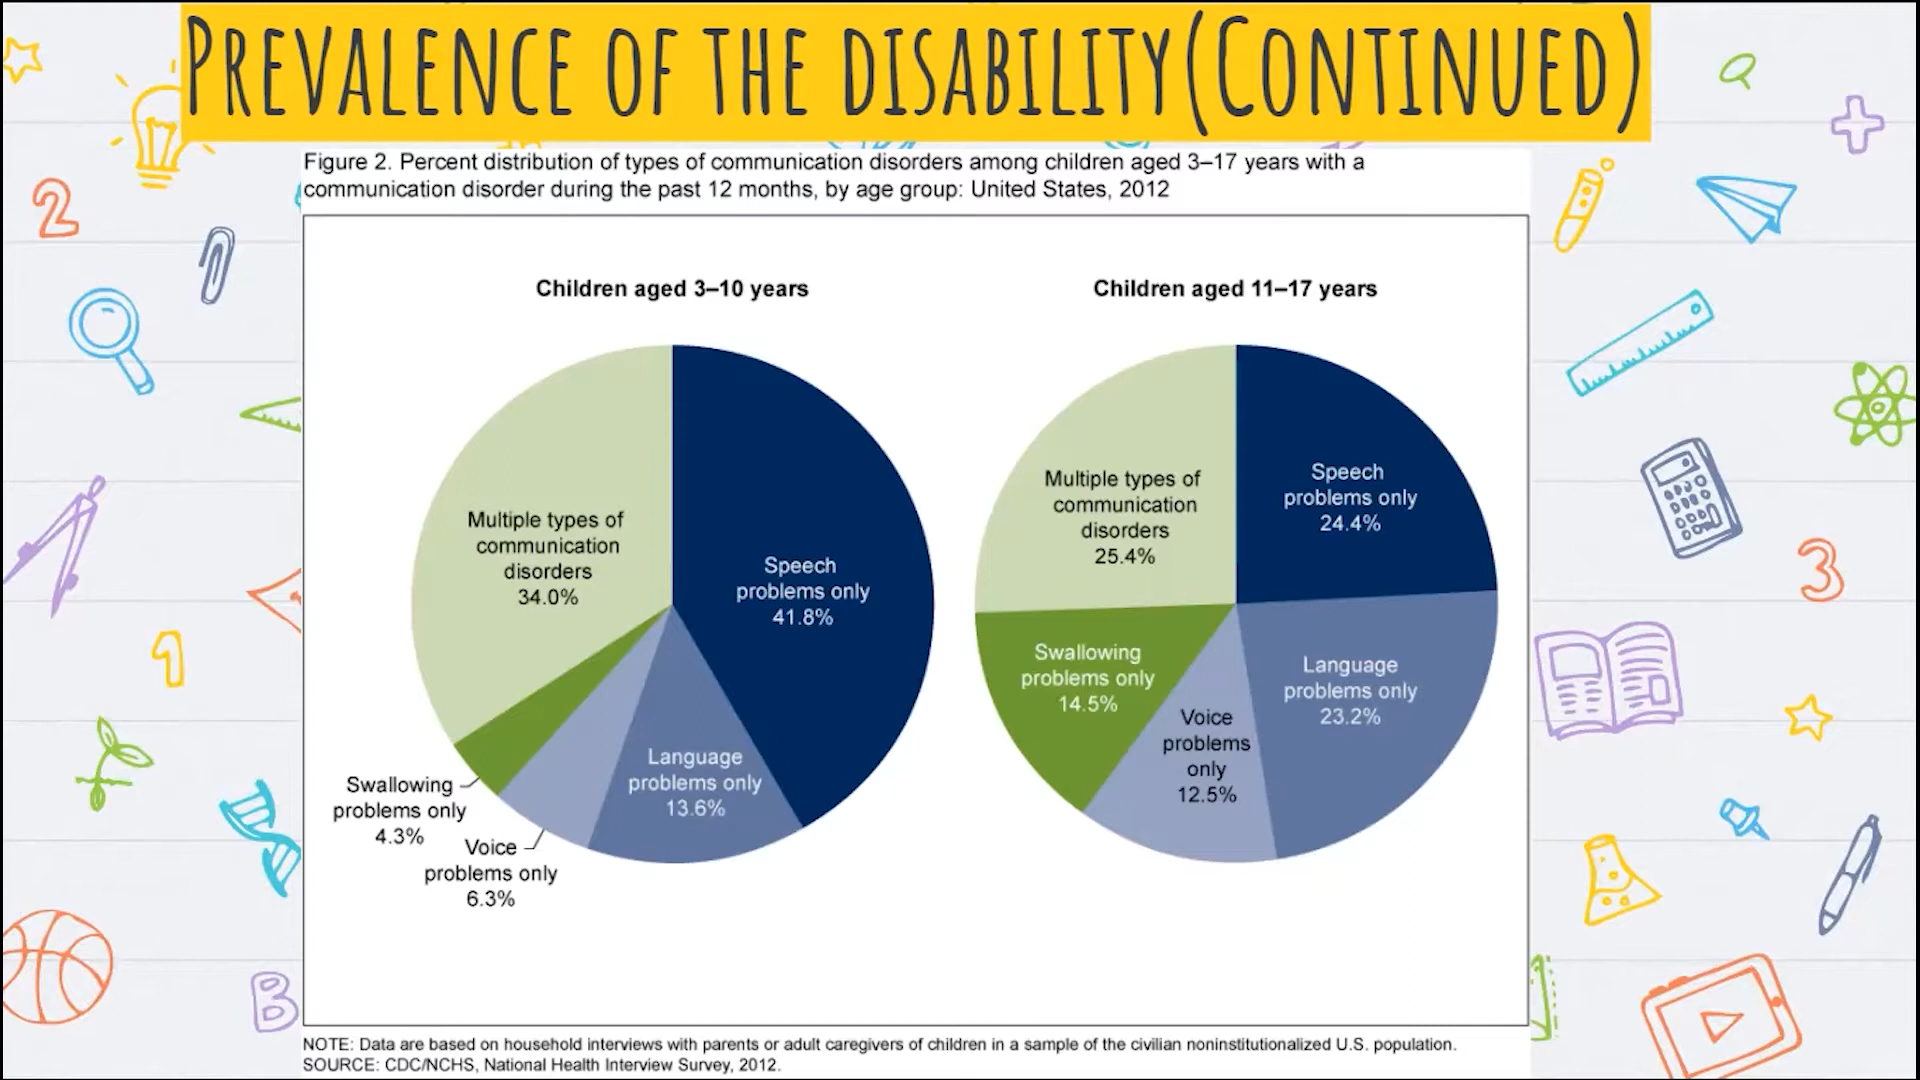 PREVALENCE OF THE DISABILITY(CONTINUED)
Figure 2. Percent distribution of types of communication disorders among children aged 3–17 years with a
communication disorder during the past 12 months, by age group: United States, 2012
Children aged 3–10 years
Multiple types of
communication
disorders
34.0%
Speech
problems only
41.8%
Swallowing
problems only
4.3%
Voice
problems only
6.3%
Language
problems only
13.6%
Children aged 11–17 years
Multiple types of
communication
disorders
25.4%
Speech
problems only
24.4%
Swallowing
problems only
14.5%
Voice
problems
only
12.5%
Language
problems only
23.2%
NOTE: Data are based on household interviews with parents or adult caregivers of children in a sample of the civilian noninstitutionalized U.S. population.
SOURCE: CDC/NCHS, National Health Interview Survey, 2012.
2
1
B
3